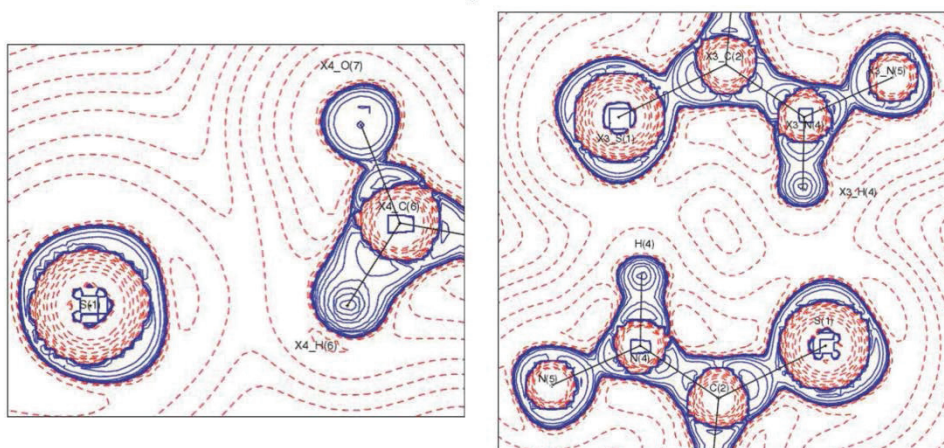 X4_O(7)
X4_C(6)
S(1)
X4_H(6)
X3_C(2)
X3_N(5)
X3_S(1)
X3_N(4)
X3_H(4)
H(4)
S(1)
N(4)
N(5)
C(2)